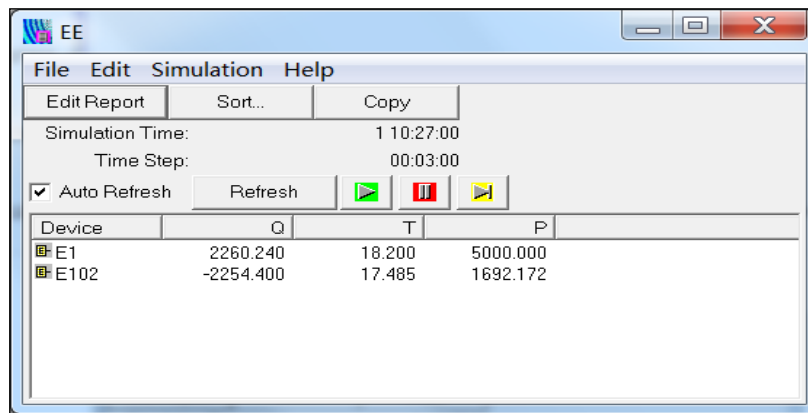 EE
File Edit Simulation Help
Edit Report Sort... Copy
Simulation Time: 1 10:27:00
Time Step: 00:03:00
Auto Refresh Refresh
Device Q T P
E1 2260.240 18.200 5000.000
E102 -2254.400 17.485 1692.172